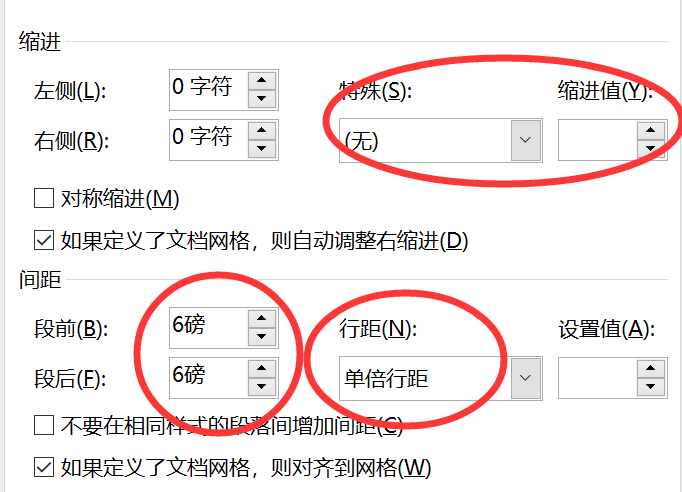 缩进
左侧(L): 0 字符 特殊(S): 缩进值(Y):
右侧(R): 0 字符 (无)
对称缩进(M)
如果定义了文档网格，则自动调整右缩进(D)
间距
段前(B): 6磅 行距(N): 设置值(A):
段后(F): 6磅 单倍行距
不要在相同样式的段落间增加间距(C)
如果定义了文档网格，则对齐到网格(W)